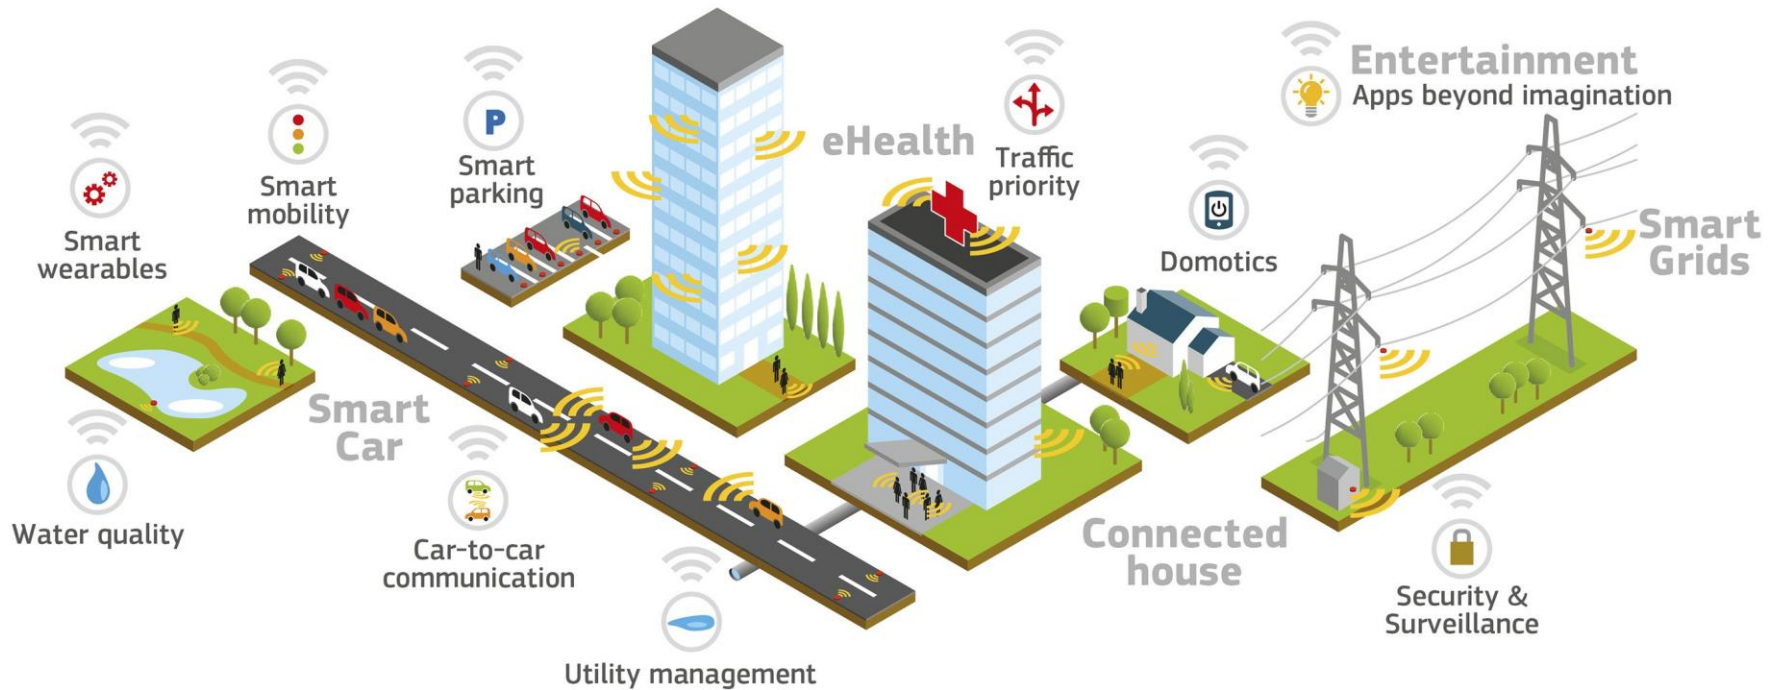 Entertainment
Apps beyond imagination
eHealth
Traffic
priority
Smart
parking
Smart
mobility
Smart
wearables
Domotics
Smart
Grids
P
Smart
Car
Water quality
Car-to-car
communication
Utility management
Connected
house
Security &
Surveillance